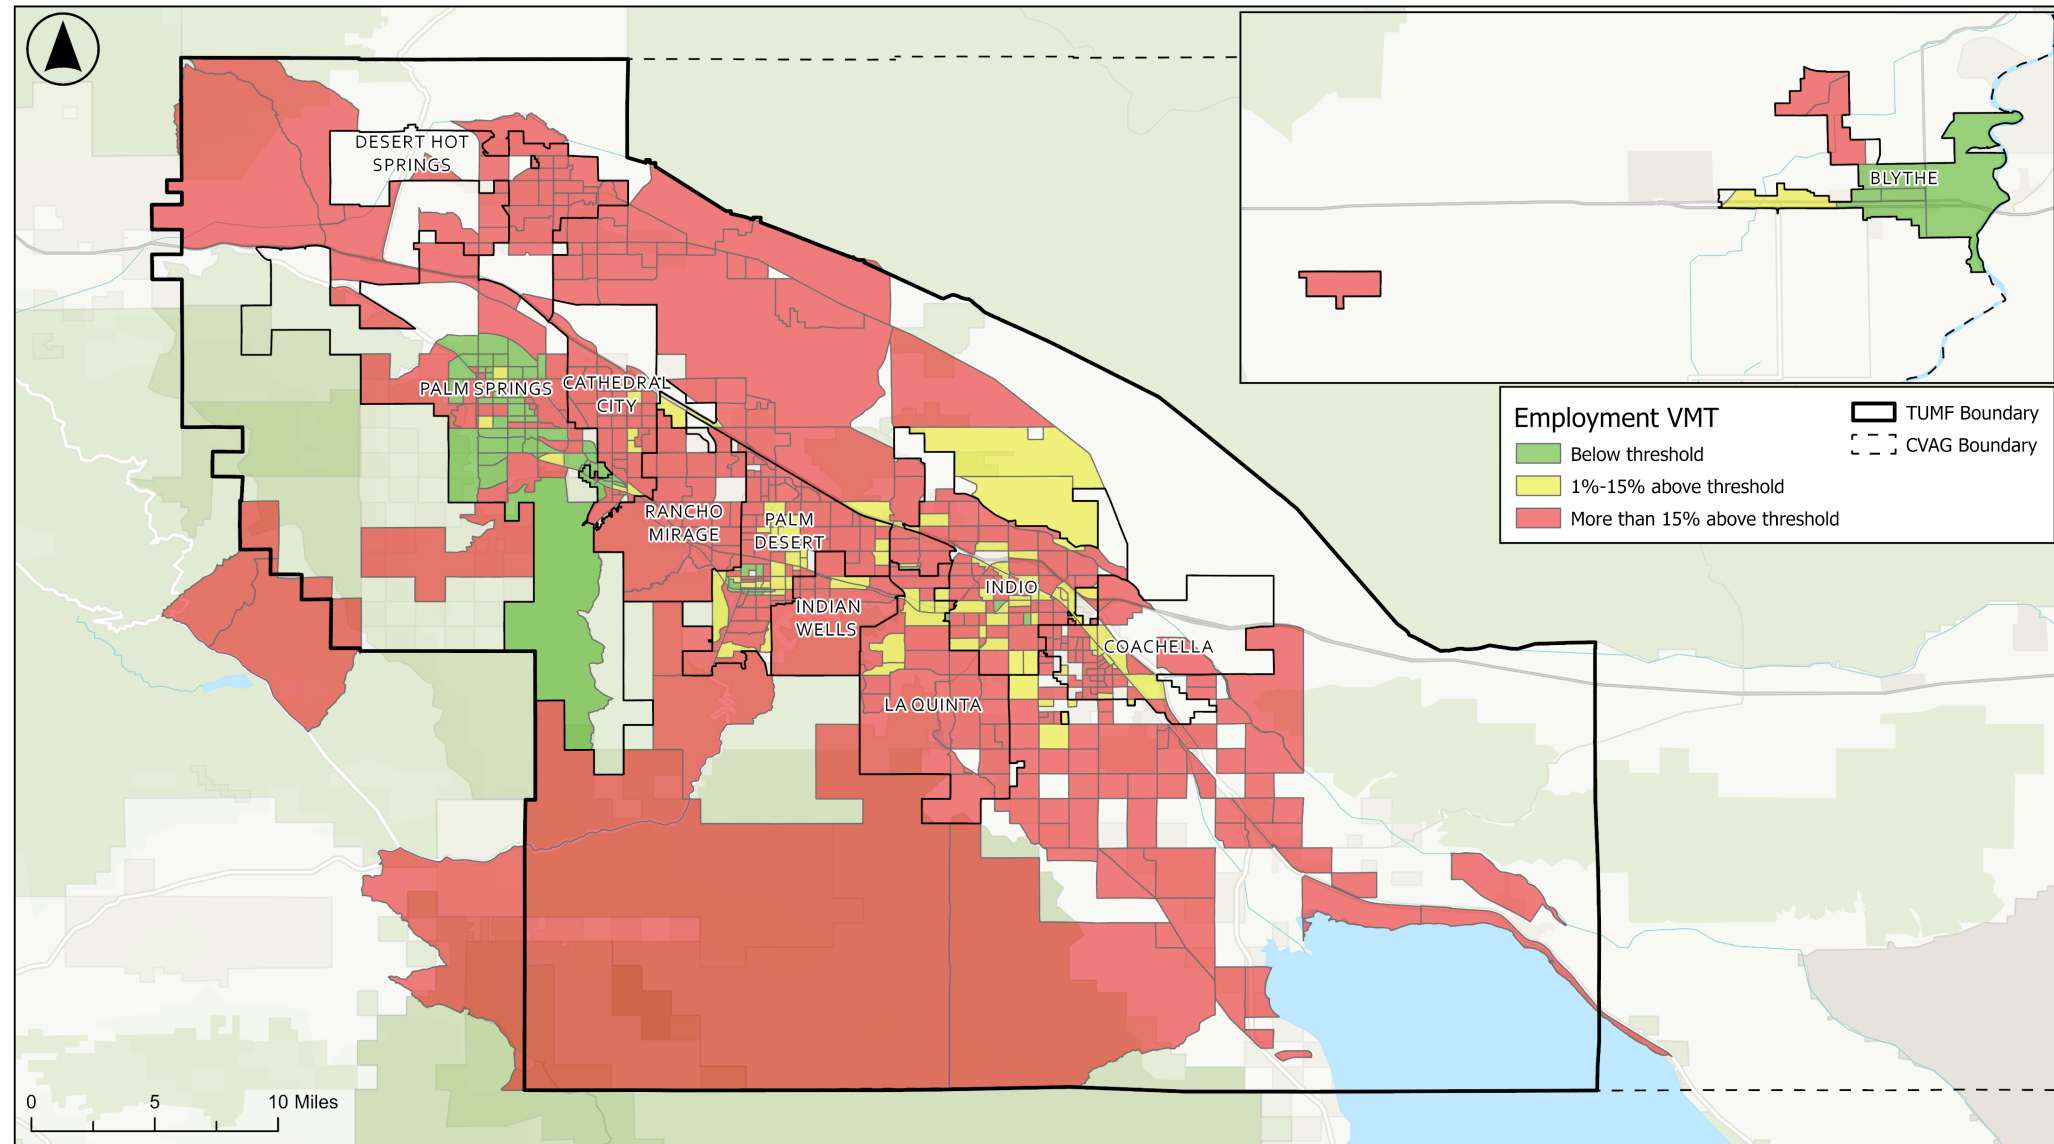 DESERT HOT
SPRINGS
BLYTHE
PALM SPRINGS
CATHEDRAL
CITY
Employment VMT
Below threshold
1%-15% above threshold
More than 15% above threshold
TUMF Boundary
CVAG Boundary
RANCHO
MIRAGE
PALM
DESERT
INDIO
INDIAN
WELLS
COACHELLA
LA QUINTA
0 5 10 Miles